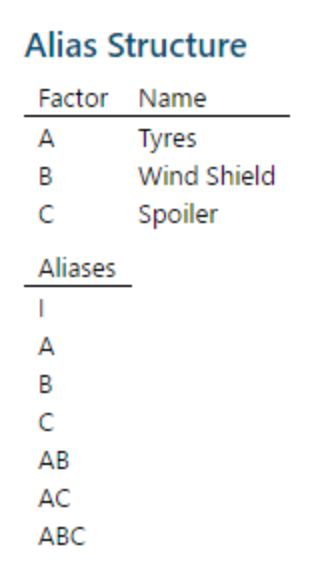 Alias Structure
Factor Name
A Tyres
B Wind Shield
C Spoiler
Aliases
I
A
B
C
AB
AC
ABC